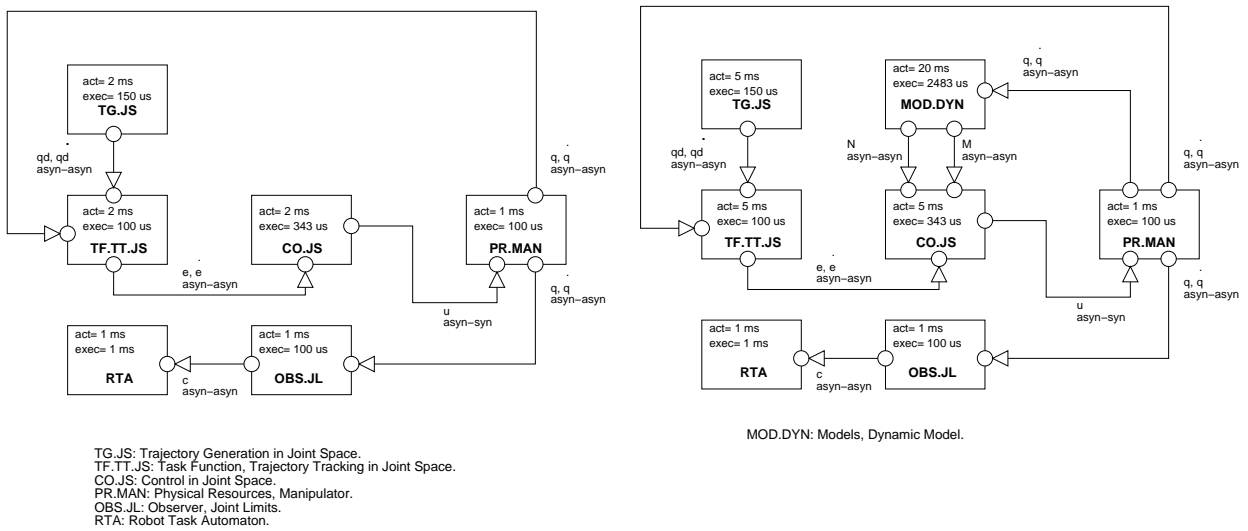 act= 2 ms
exec= 150 us
TG.JS
qd, qd
asyn−asyn
act= 2 ms
exec= 100 us
TF.TT.JS
act= 2 ms
exec= 343 us
CO.JS
act= 1 ms
exec= 100 us
PR.MAN
q, q
asyn−asyn
e, e
asyn−asyn
u
asyn−syn
q, q
asyn−asyn
act= 1 ms
exec= 1 ms
RTA
c
asyn−asyn
act= 1 ms
exec= 100 us
OBS.JL
TG.JS: Trajectory Generation in Joint Space.
TF.TT.JS: Task Function, Trajectory Tracking in Joint Space.
CO.JS: Control in Joint Space.
PR.MAN: Physical Resources, Manipulator.
OBS.JL: Observer, Joint Limits.
RTA: Robot Task Automaton.
act= 5 ms
exec= 150 us
TG.JS
act= 20 ms
exec= 2483 us
MOD.DYN
q, q
asyn−asyn
qd, qd
asyn−asyn
N
asyn−asyn
M
asyn−asyn
q, q
asyn−asyn
act= 5 ms
exec= 100 us
TF.TT.JS
act= 5 ms
exec= 343 us
CO.JS
act= 1 ms
exec= 100 us
PR.MAN
e, e
asyn−asyn
u
asyn−syn
q, q
asyn−asyn
act= 1 ms
exec= 1 ms
RTA
c
asyn−asyn
act= 1 ms
exec= 100 us
OBS.JL
MOD.DYN: Models, Dynamic Model.